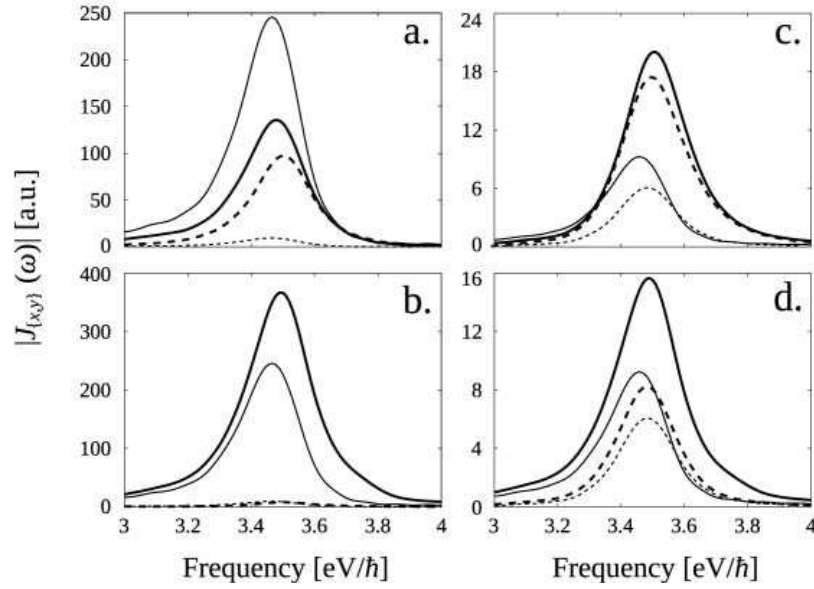 |J{x,y} (ω)| [a.u.]
a.
250
200
150
100
50
0
c.
24
18
12
6
0
b.
400
300
200
100
0
3 3.2 3.4 3.6 3.8 4
Frequency [eV/ħ]
d.
16
12
8
4
0
3 3.2 3.4 3.6 3.8 4
Frequency [eV/ħ]